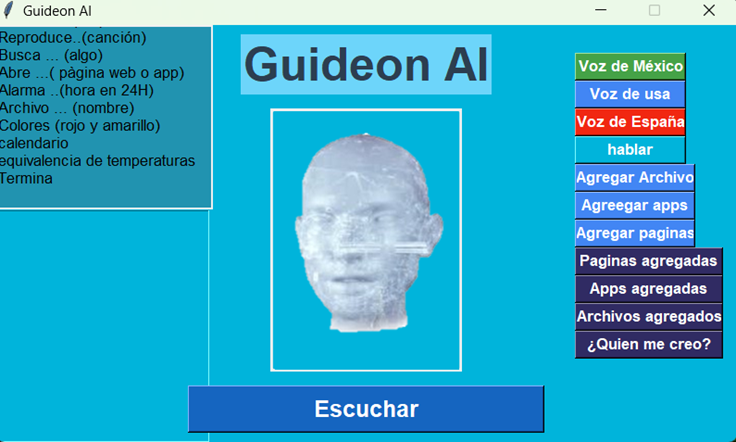 Guideon AI
Reproduce..(canción)
Busca ... (algo)
Abre ...( pàgina web o app)
Alarma ..(hora en 24H)
Archivo ... (nombre)
Colores (rojo y amarillo)
calendario
equivalencia de temperaturas
Termina
Guideon AI
Escuchar
Voz de México
Voz de usa
Voz de España
hablar
Agregar Archivo
Agreegar apps
Agregar paginas
Paginas agregadas
Apps agregadas
Archivos agregados
¿Quien me creo?